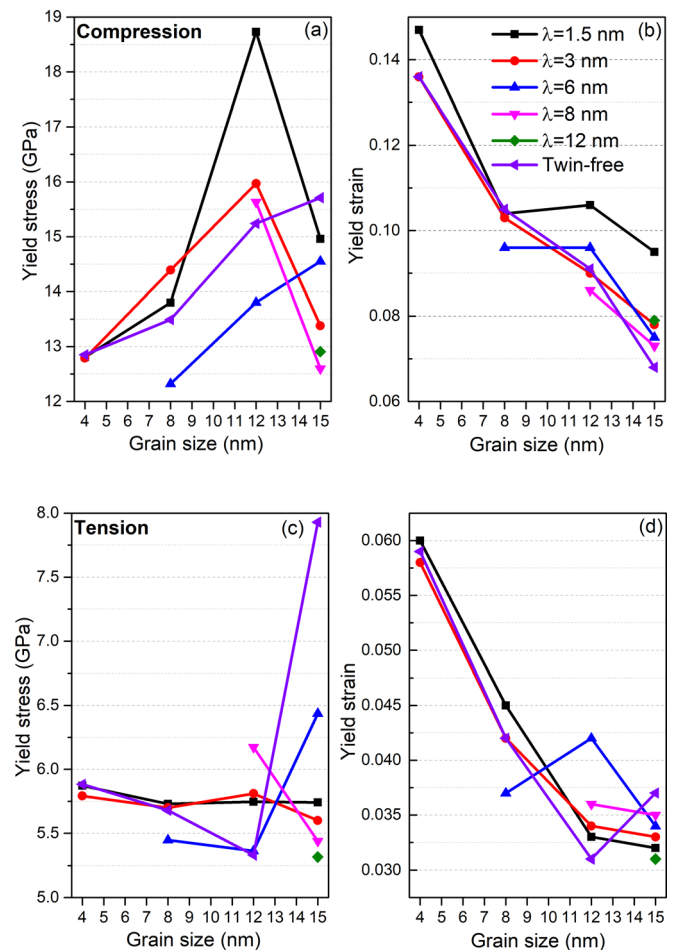 Compression
(a)
19
18
17
16
15
14
13
12
Yield stress (GPa)
4 5 6 7 8 9 10 11 12 13 14 15
Grain size (nm)
(b)
λ=1.5 nm
λ=3 nm
λ=6 nm
λ=8 nm
λ=12 nm
Twin-free
0.14
0.12
0.10
0.08
0.06
Yield strain
4 5 6 7 8 9 10 11 12 13 14 15
Grain size (nm)
Tension
(c)
8.0
7.5
7.0
6.5
6.0
5.5
5.0
Yield stress (GPa)
4 5 6 7 8 9 10 11 12 13 14 15
Grain size (nm)
(d)
0.060
0.055
0.050
0.045
0.040
0.035
0.030
Yield strain
4 5 6 7 8 9 10 11 12 13 14 15
Grain size (nm)